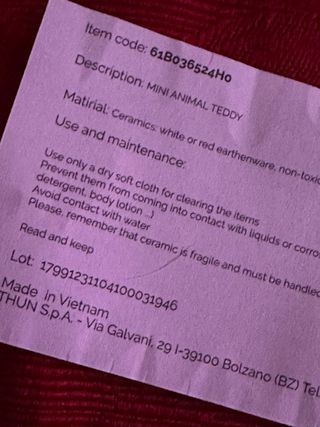 Item code: 61B036524H0
Description: MINI ANIMAL TEDDY
Matirial: Ceramics: white or red earthenware, non-toxic
Use and maintenance:
Use only a dry soft cloth for clearing the items
Prevent them from coming into contact with liquids or corro
detergent, body lotion ...)
Avoid contact with water
Please, remember that ceramic is fragile and must be handled
Read and keep
Lot: 17991231104100031946
Made in Vietnam
THUN S.p.A. - Via Galvani, 29 I-39100 Bolzano (BZ) Tel